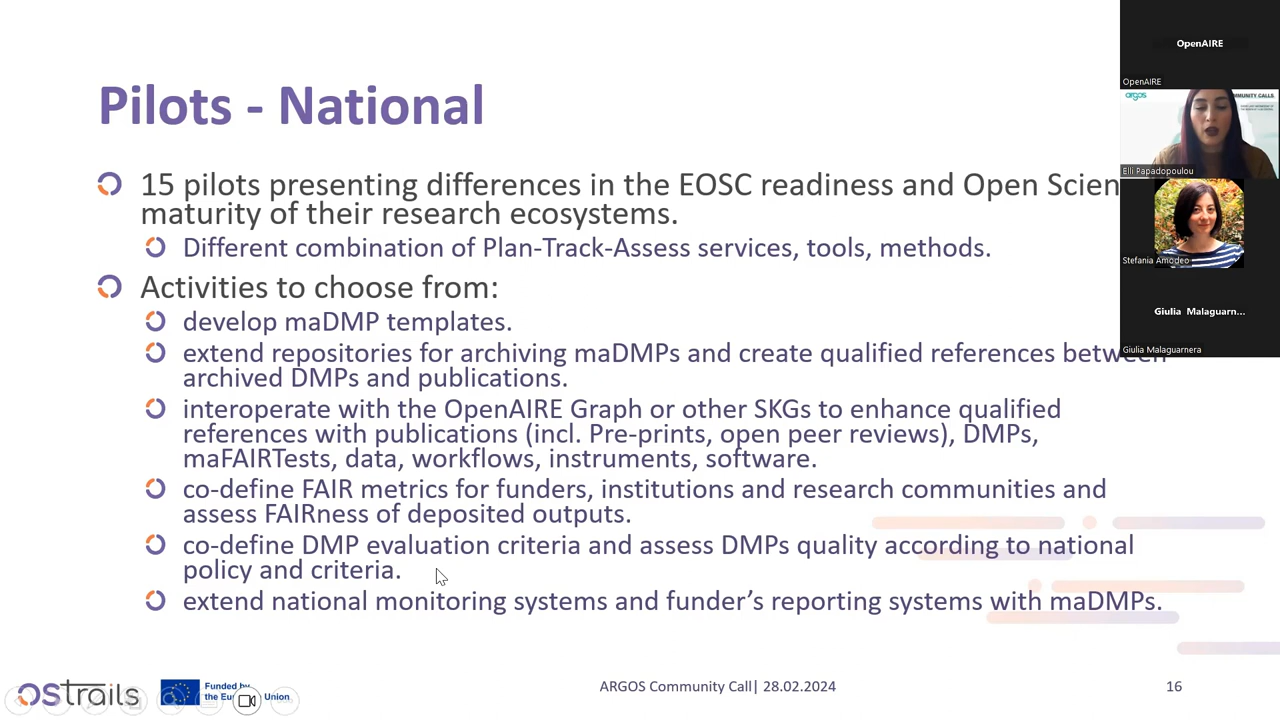 Pilots - National
15 pilots presenting differences in the EOSC readiness and Open Scien
maturity of their research ecosystems.
Different combination of Plan-Track-Assess services, tools, methods.
Activities to choose from:
develop maDMP templates.
extend repositories for archiving maDMPs and create qualified references between
archived DMPs and publications.
interoperate with the OpenAIRE Graph or other SKGs to enhance qualified
references with publications (incl. Pre-prints, open peer reviews), DMPs,
maFAIRTests, data, workflows, instruments, software.
co-define FAIR metrics for funders, institutions and research communities and
assess FAIRness of deposited outputs.
co-define DMP evaluation criteria and assess DMPs quality according to national
policy and criteria.
extend national monitoring systems and funder's reporting systems with maDMPs.
OSTrails
Funded by
the European Union
ARGOS Community Call| 28.02.2024
16
OpenAIRE
OpenAIRE
argos
MMUNITY CALLS
Elli Papadopoulou
Stefania Amodeo
Giulia Malaguarn...
Giulia Malaguarnera